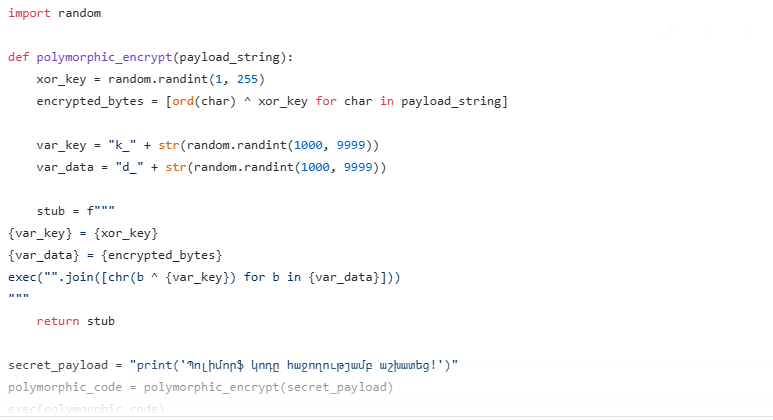 import random
def polymorphic_encrypt(payload_string):
    xor_key = random.randint(1, 255)
    encrypted_bytes = [ord(char) ^ xor_key for char in payload_string]
    var_key = "k_" + str(random.randint(1000, 9999))
    var_data = "d_" + str(random.randint(1000, 9999))
    stub = f"""
{var_key} = {xor_key}
{var_data} = {encrypted_bytes}
exec("".join([chr(b ^ {var_key}) for b in {var_data}]))
"""
    return stub
secret_payload = "print('Պոլիմորֆ կոդը հաջողությամբ աշխատեց!')"
polymorphic_code = polymorphic_encrypt(secret_payload)
exec(polymorphic_code)